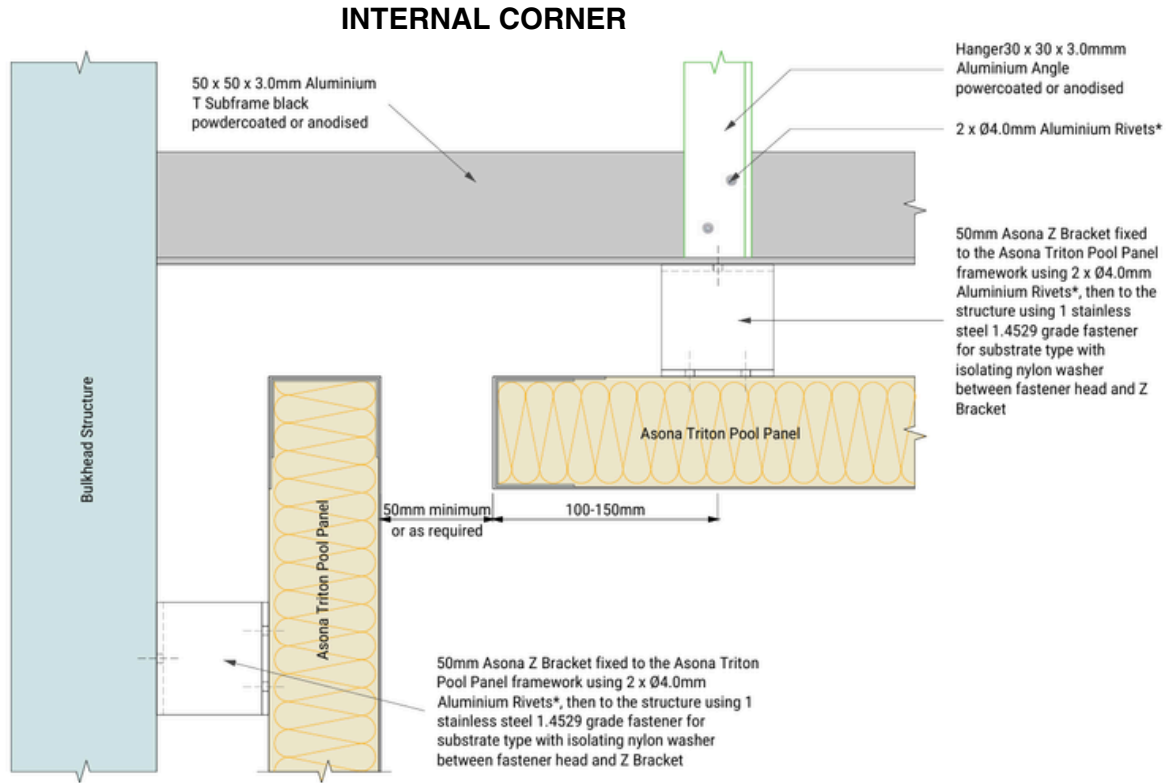 INTERNAL CORNER
50 x 50 x 3.0mm Aluminium
T Subframe black
powdercoated or anodised
Hanger30 x 30 x 3.0mmm
Aluminium Angle
powercoated or anodised
2 x Ø4.0mm Aluminium Rivets*
50mm Asona Z Bracket fixed
to the Asona Triton Pool Panel
framework using 2 x Ø4.0mm
Aluminium Rivets*, then to the
structure using 1 stainless
steel 1.4529 grade fastener
for substrate type with
isolating nylon washer
between fastener head and Z
Bracket
Bulkhead Structure
Asona Triton Pool Panel
Asona Triton Pool Panel
50mm minimum
or as required
100-150mm
50mm Asona Z Bracket fixed to the Asona Triton
Pool Panel framework using 2 x Ø4.0mm
Aluminium Rivets*, then to the structure using 1
stainless steel 1.4529 grade fastener for
substrate type with isolating nylon washer
between fastener head and Z Bracket